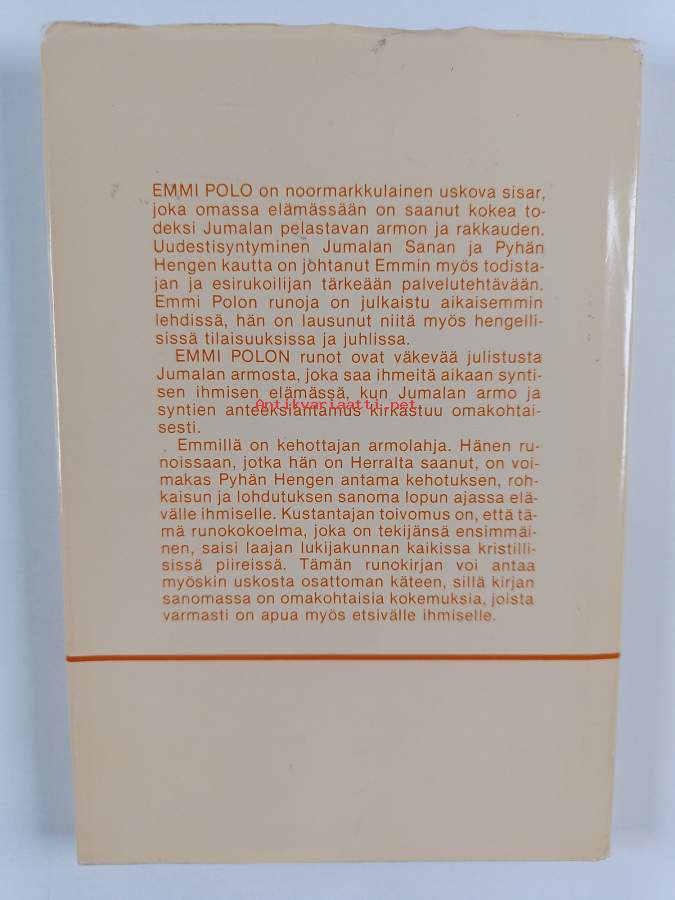 EMMI POLO on noormarkkulainen uskova sisar,
joka omassa elämässään on saanut kokea to-
deksi Jumalan pelastavan armon ja rakkauden.
Uudestisyntyminen Jumalan Sanan ja Pyhän
Hengen kautta on johtanut Emmin myös todista-
jan ja esirukoilijan tärkeään palvelutehtävään.
Emmi Polon runoja on julkaistu aikaisemmin
lehdissä, hän on lausunut niitä myös hengelli-
sissä tilaisuuksissa ja juhlissa.
EMMI POLON runot ovat väkevää julistusta
Jumalan armosta, joka saa ihmeitä aikaan synti-
sen ihmisen elämässä, kun Jumalan armo ja
syntien anteeksiantamus kirkastuu omakohtai-
Antikvariaatti.net
sesti.
Emmillä on kehottajan armolahja. Hänen ru-
noissaan, jotka hän on Herralta saanut, on voi-
makas Pyhän Hengen antama kehotuksen, roh-
kaisun ja lohdutuksen sanoma lopun ajassa elä-
välle ihmiselle. Kustantajan toivomus on, että tä-
mä runokokoelma, joka on tekijänsä ensimmäi-
nen, saisi laajan lukijakunnan kaikissa kristilli-
sissä piireissä. Tämän runokirjan voi antaa
myöskin uskosta osattoman käteen, sillä kirjan
sanomassa on omakohtaisia kokemuksia, joista
varmasti on apua myös etsivälle ihmiselle.